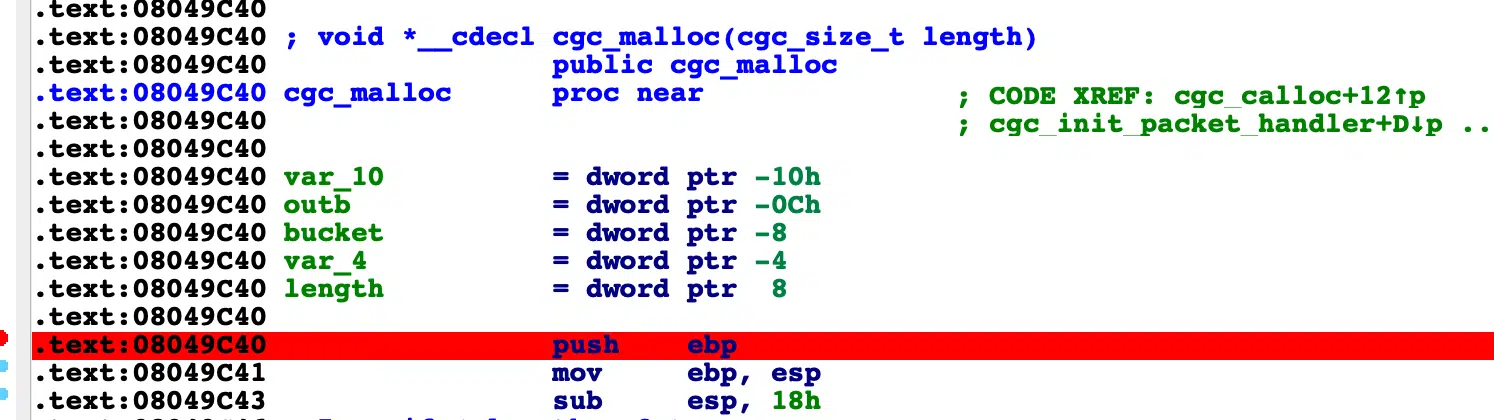 .text:08049C40
.text:08049C40 ; void *__cdecl cgc_malloc(cgc_size_t length)
.text:08049C40 public cgc_malloc
.text:08049C40 cgc_malloc proc near ; CODE XREF: cgc_calloc+12↑p
.text:08049C40 ; cgc_init_packet_handler+D↓p ..
.text:08049C40
.text:08049C40 var_10 = dword ptr -10h
.text:08049C40 outb = dword ptr -0Ch
.text:08049C40 bucket = dword ptr -8
.text:08049C40 var_4 = dword ptr -4
.text:08049C40 length = dword ptr 8
.text:08049C40
.text:08049C40 push ebp
.text:08049C41 mov ebp, esp
.text:08049C43 sub esp, 18h